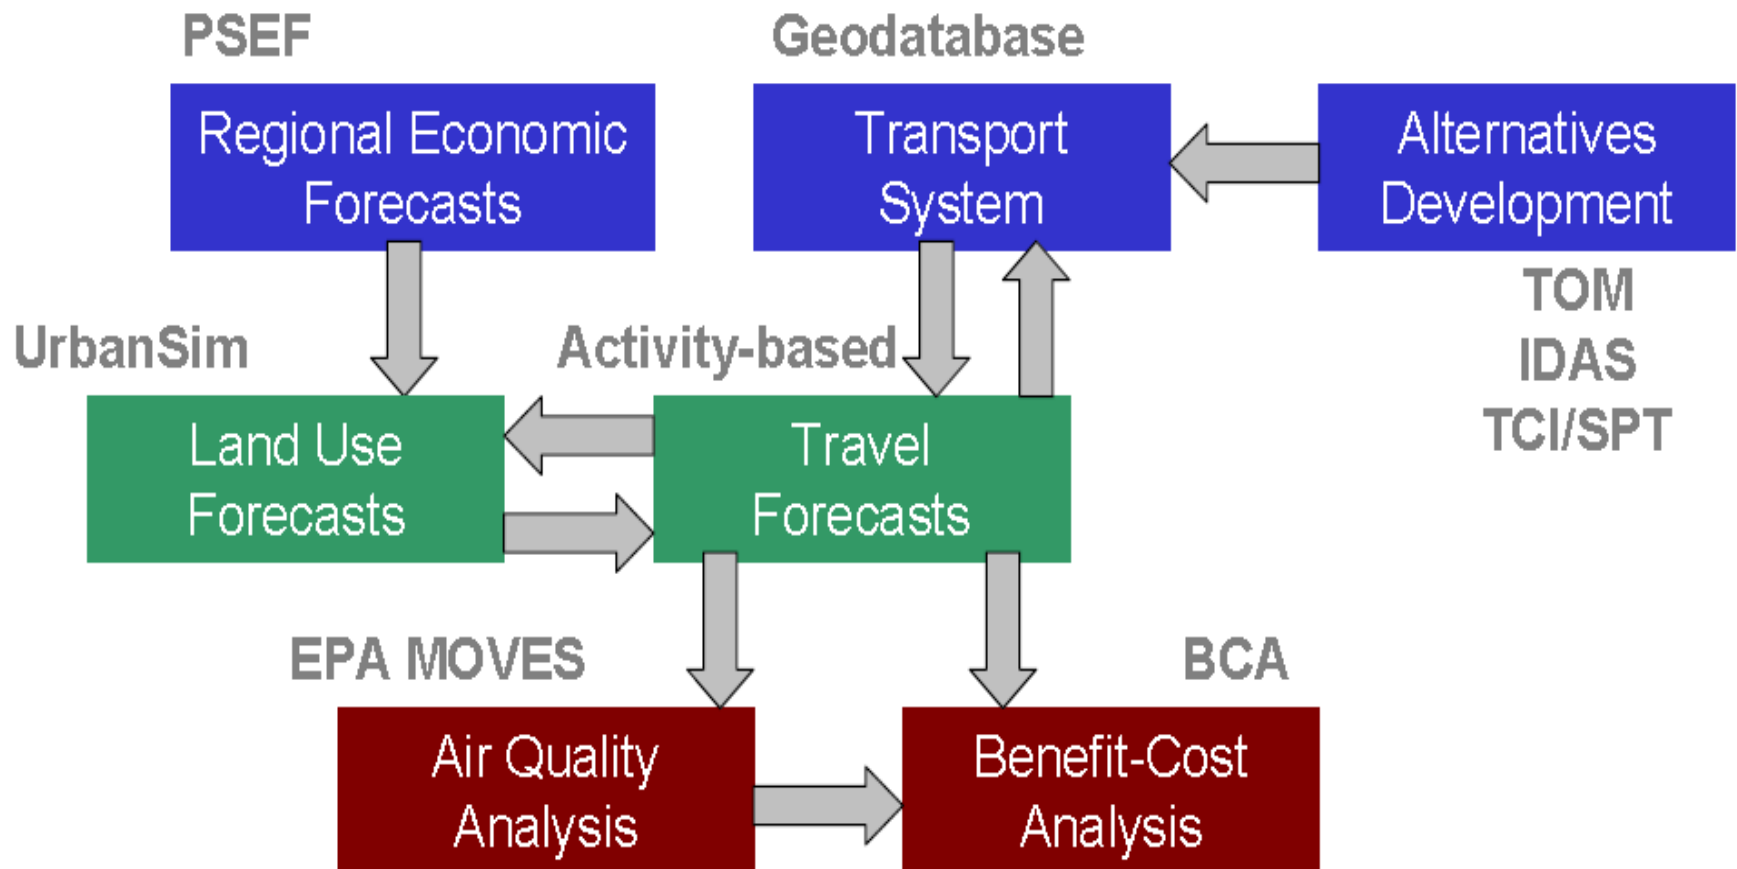 PSEF
Geodatabase
Regional Economic
Forecasts
Transport
System
Alternatives
Development
TOM
IDAS
TCI/SPT
UrbanSim
Activity-based
Land Use
Forecasts
Travel
Forecasts
EPA MOVES
BCA
Air Quality
Analysis
Benefit-Cost
Analysis